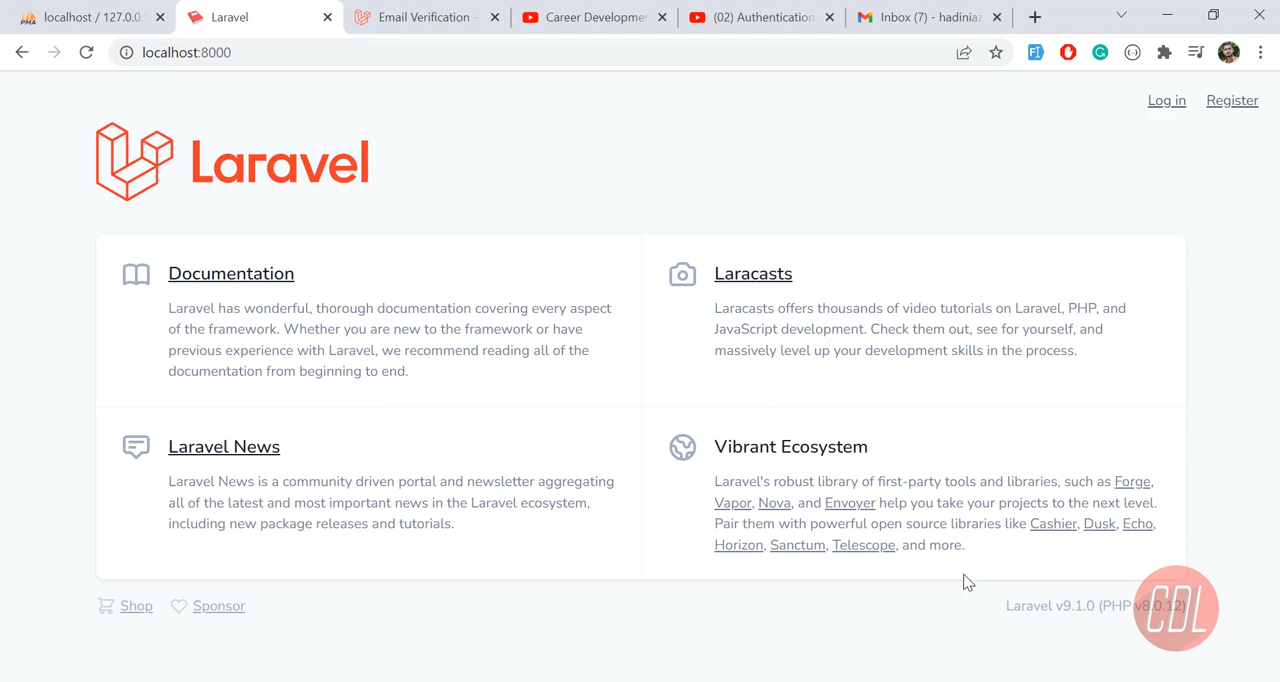 localhost / 127.0.0.
Laravel
Email Verification -
Career Developme
(02) Authentication
Inbox (7) - hadiniaz
localhost:8000
Log in Register
Laravel
Documentation
Laravel has wonderful, thorough documentation covering every aspect
of the framework. Whether you are new to the framework or have
previous experience with Laravel, we recommend reading all of the
documentation from beginning to end.
Laracasts
Laracasts offers thousands of video tutorials on Laravel, PHP, and
JavaScript development. Check them out, see for yourself, and
massively level up your development skills in the process.
Laravel News
Laravel News is a community driven portal and newsletter aggregating
all of the latest and most important news in the Laravel ecosystem,
including new package releases and tutorials.
Vibrant Ecosystem
Laravel's robust library of first-party tools and libraries, such as Forge,
Vapor, Nova, and Envoyer help you take your projects to the next level.
Pair them with powerful open source libraries like Cashier, Dusk, Echo,
Horizon, Sanctum, Telescope, and more.
Shop Sponsor
Laravel v9.1.0 (PHP v8.0.12)
CDL